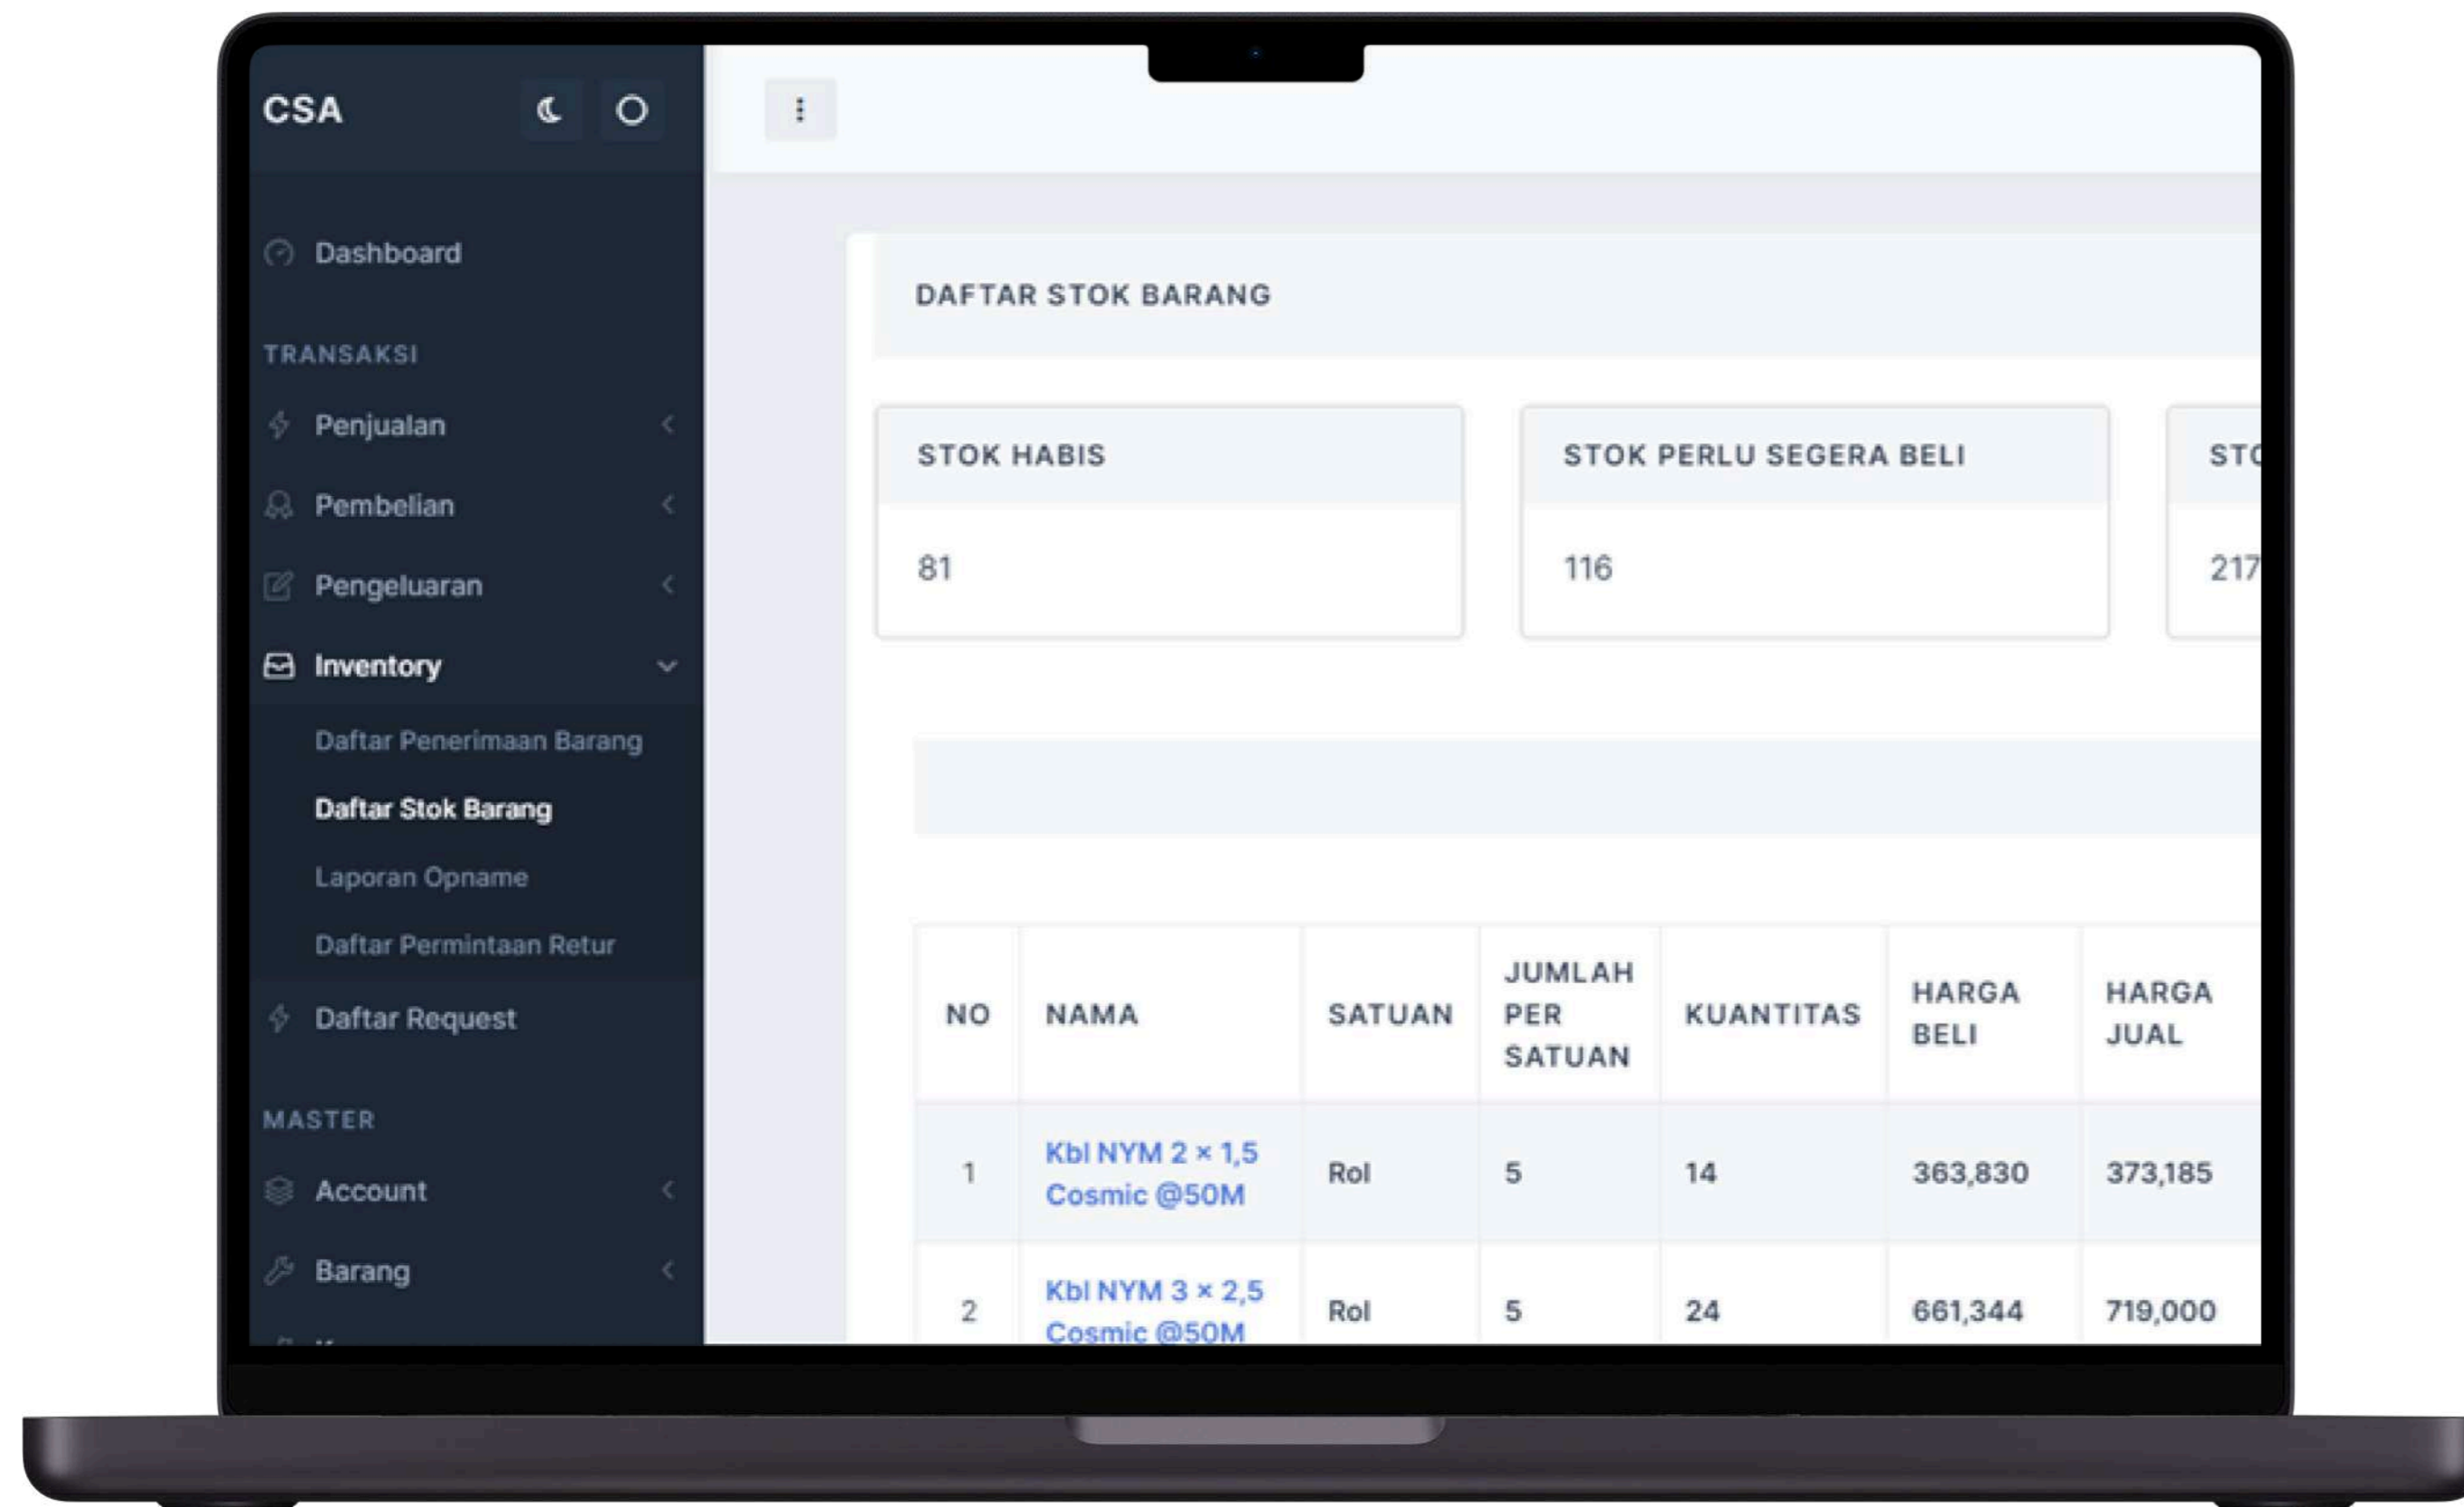 CSA
Dashboard
TRANSAKSI
Penjualan
Pembelian
Pengeluaran
Inventory
Daftar Penerimaan Barang
Daftar Stok Barang
Laporan Opname
Daftar Permintaan Retur
Daftar Request
MASTER
Account
Barang
DAFTAR STOK BARANG
STOK HABIS
81
STOK PERLU SEGERA BELI
116
217
NO
NAMA
SATUAN
JUMLAH
PER
SATUAN
KUANTITAS
HARGA
BELI
HARGA
JUAL
1
Kbl NYM 2 × 1,5
Cosmic @50M
Rol
5
14
363,830
373,185
2
Kbl NYM 3 × 2,5
Cosmic @50M
Rol
5
24
661,344
719,000